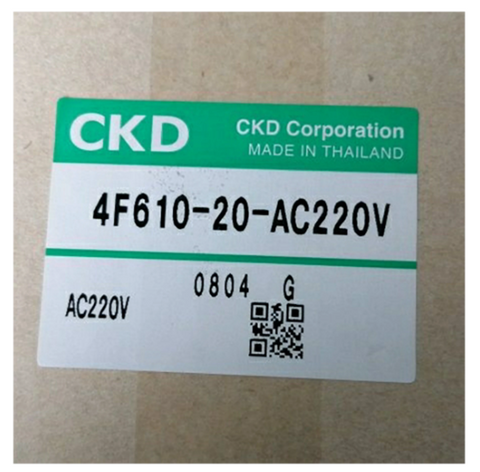 CKD
CKD Corporation
MADE IN THAILAND
4F610-20-AC220V
0804 G
AC220V